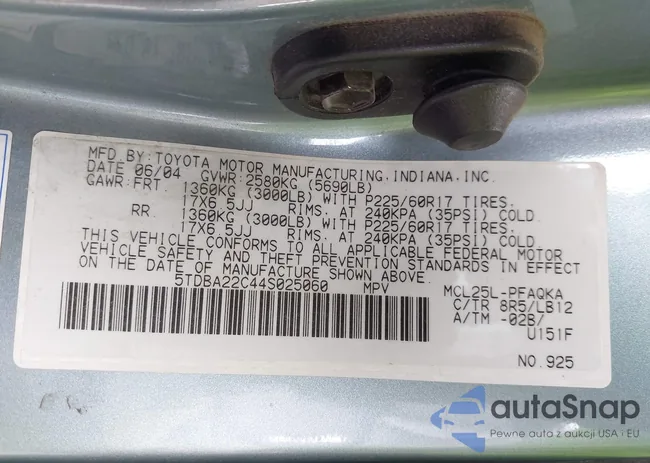 MFD.BY:TOYOTA MOTOR MANUFACTURING,INDIANA,INC.
DATE 06/04 GVWR:2580KG (5690LB)
GAWR:FRT. 1360KG (3000LB) WITH P225/60R17 TIRES.
17X6.5JJ RIMS. AT 240KPA (35PSI) COLD.
RR. 1360KG (3000LB) WITH P225/60R17 TIRES.
17X6.5JJ RIMS. AT 240KPA (35PSI) COLD.
THIS VEHICLE CONFORMS TO ALL APPLICABLE FEDERAL MOTOR
VEHICLE SAFETY AND THEFT PREVENTION STANDARDS IN EFFECT
ON THE DATE OF MANUFACTURE SHOWN ABOVE.
5TDBA22C44S025060 MPV
MCL25L-PFAQKA
C/TR 8R5/LB12
A/TM -02B/
U151F
NO.925
autaSnap
Pewne auta z aukcji USA i EU